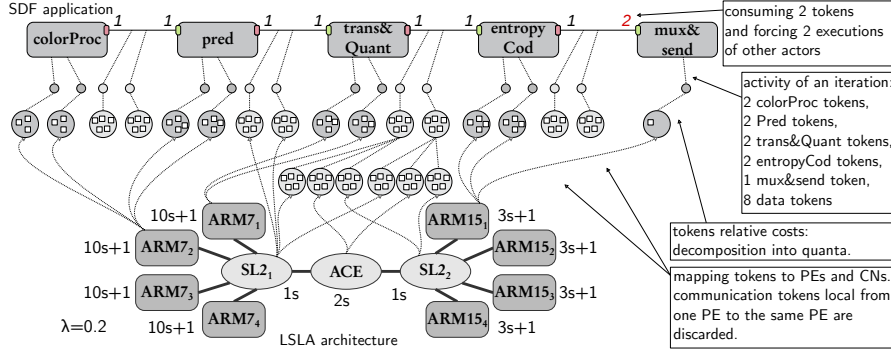 SDF application
1 1 1 1 1 1 1 2
colorProc
pred
trans&
Quant
entropy
Cod
mux&
send
consuming 2 tokens
and forcing 2 executions
of other actors
activity of an iteration:
2 colorProc tokens,
2 Pred tokens,
2 trans&Quant tokens,
2 entropyCod tokens,
1 mux&send token,
8 data tokens
tokens relative costs:
decomposition into quanta.
mapping tokens to PEs and CNs.
communication tokens local from
one PE to the same PE are
discarded.
10s+1 ARM7₁
10s+1 ARM7₂
10s+1 ARM7₃
10s+1 ARM7₄
SL2₁
1s
ACE
2s
SL2₂
1s
ARM15₁ 3s+1
ARM15₂ 3s+1
ARM15₃ 3s+1
ARM15₄ 3s+1
λ=0.2
LSLA architecture